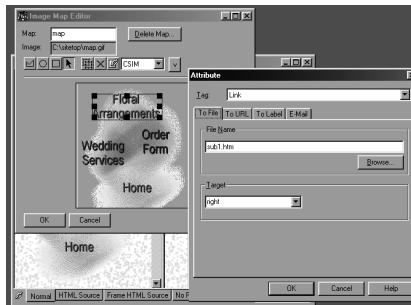 Image Map Editor
Map: map
Delete Map...
Image: C:\sitetop\map.gif
CSIM
Floral Arrangements
Wedding Services
Order Form
Home
OK Cancel
Home
Normal HTML Source Frame HTML Source
Attribute
Tag: Link
To File To URL To Label E-Mail
File Name
sub1.htm
Browse...
Target
right
OK Cancel Help